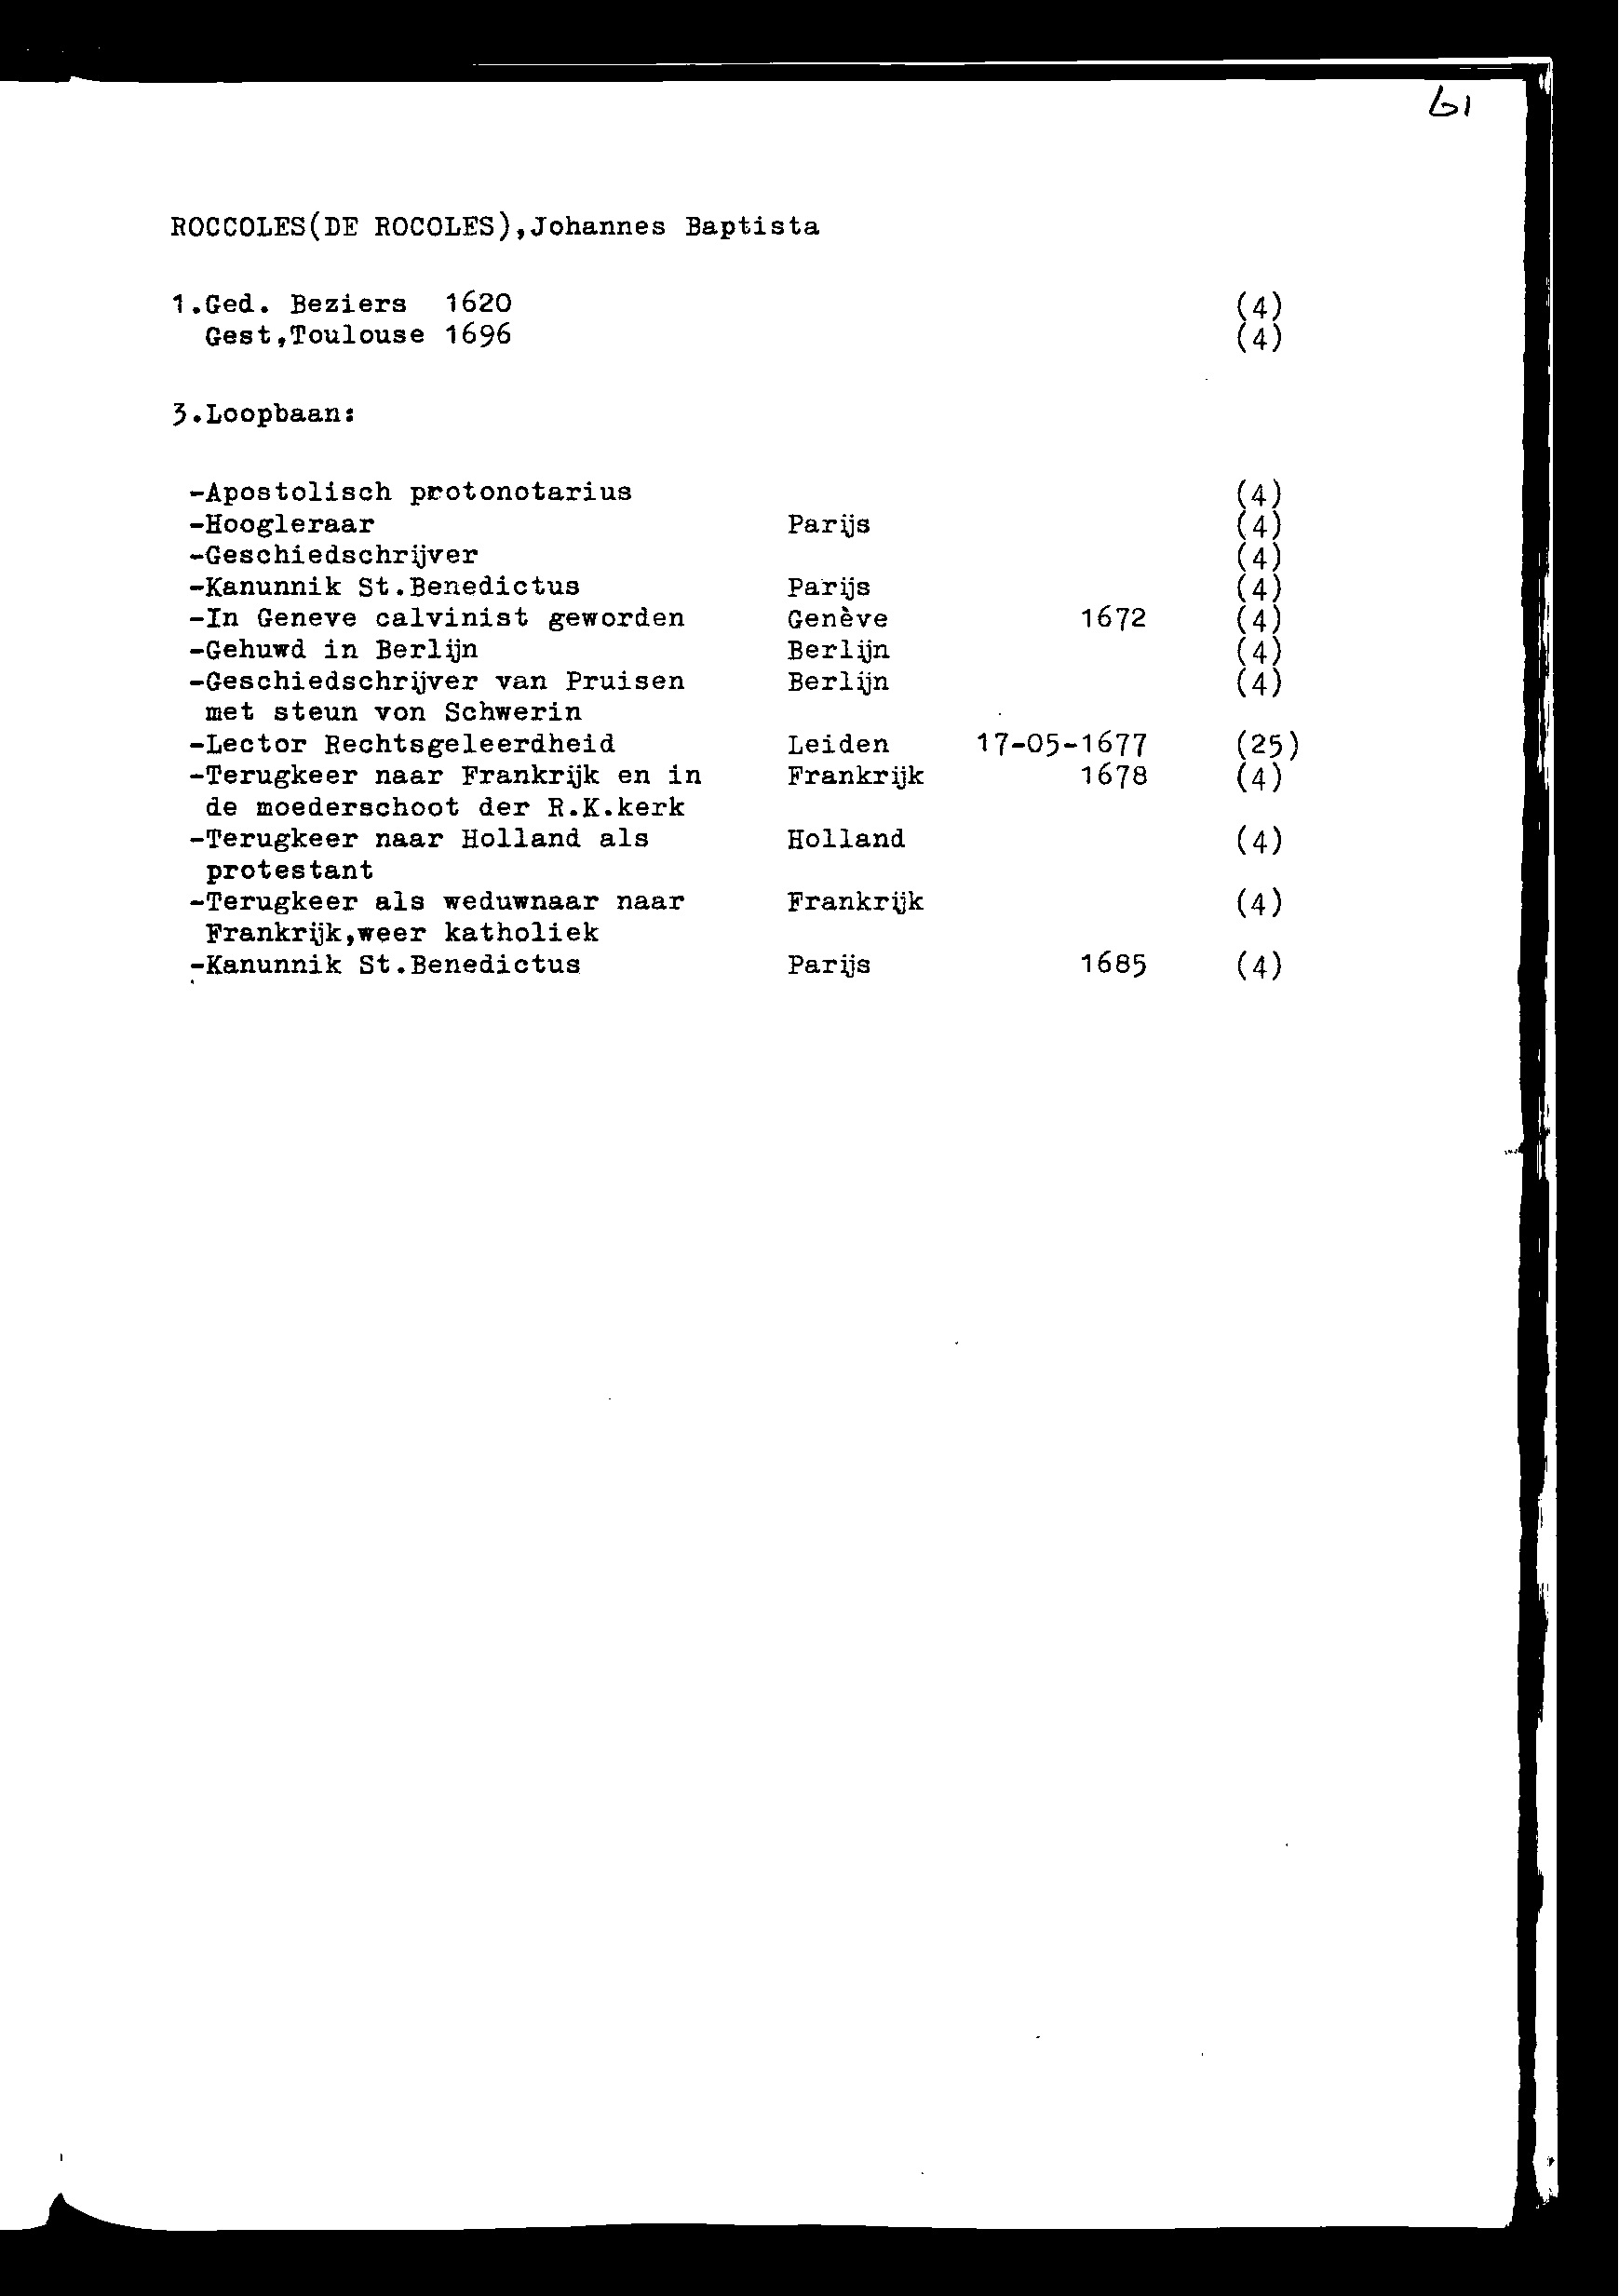 61
ROCCOLES(DE ROCOLES),Johannes Baptista
1.Ged. Beziers 1620 (4)
Gest,Toulouse 1696 (4)
3.Loopbaan:
-Apostolisch protonotarius (4)
-Hoogleraar Parijs (4)
-Geschiedschrijver (4)
-Kanunnik St.Benedictus Parijs (4)
-In Geneve calvinist geworden Genève 1672 (4)
-Gehuwd in Berlijn Berlijn (4)
-Geschiedschrijver van Pruisen Berlijn (4)
met steun von Schwerin
-Lector Rechtsgeleerdheid Leiden 17-05-1677 (25)
-Terugkeer naar Frankrijk en in Frankrijk 1678 (4)
de moederschoot der R.K.kerk
-Terugkeer naar Holland als Holland (4)
protestant
-Terugkeer als weduwnaar naar Frankrijk (4)
Frankrijk,weer katholiek
-Kanunnik St.Benedictus Parijs 1685 (4)